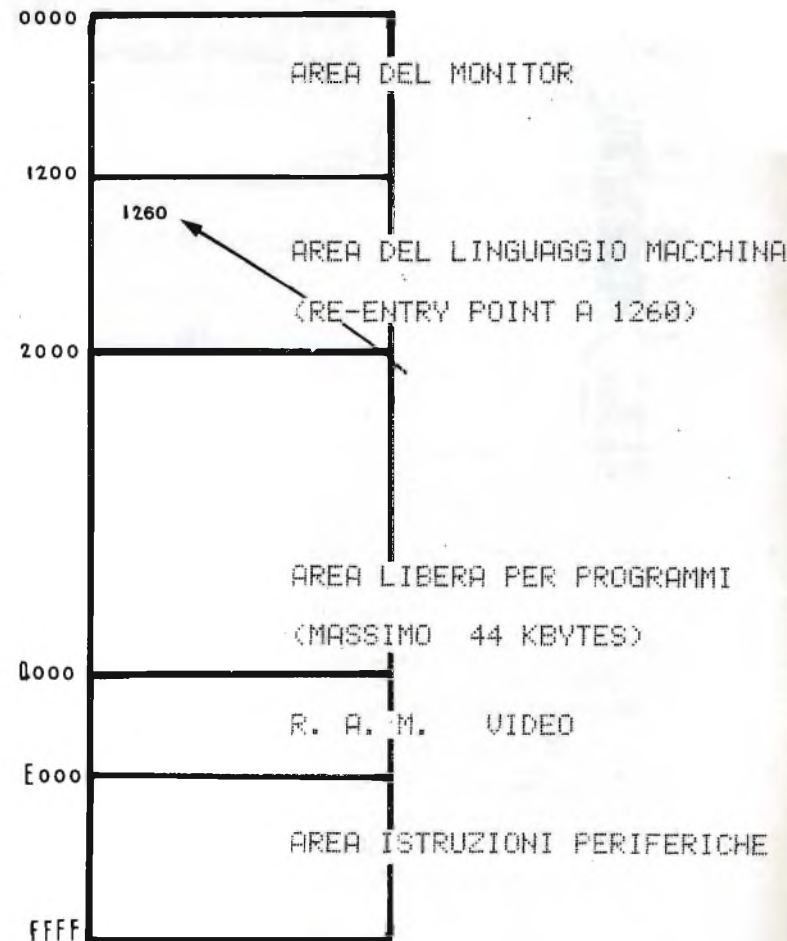 0000
AREA DEL MONITOR
1200
1260
AREA DEL LINGUAGGIO MACCHINA
(RE-ENTRY POINT A 1260)
2000
AREA LIBERA PER PROGRAMMI
(MASSIMO 44 KBYTES)
D000
R. A. M. VIDEO
E000
AREA ISTRUZIONI PERIFERICHE
FFFF